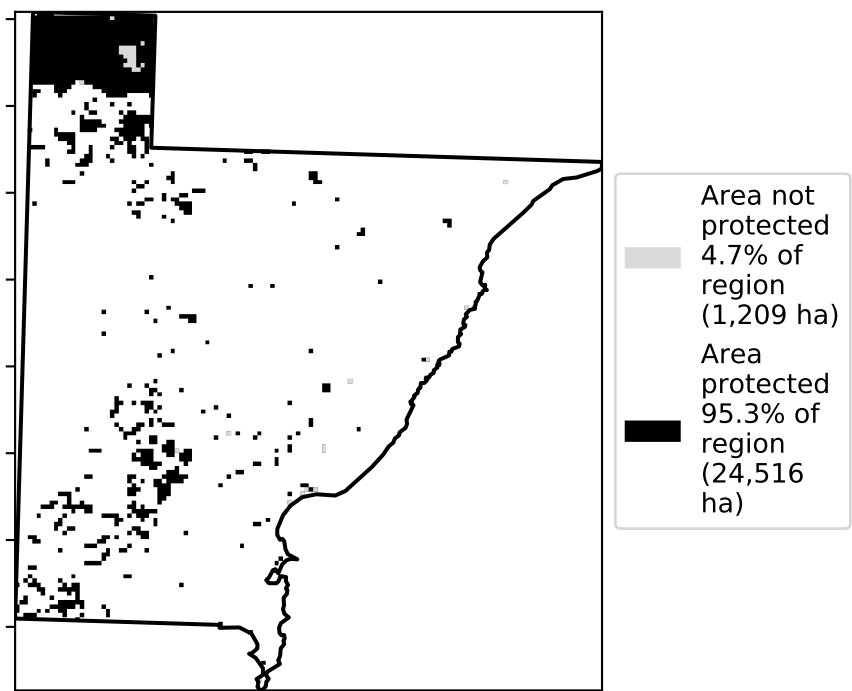 Area not
protected
4.7% of
region
(1,209 ha)
Area
protected
95.3% of
region
(24,516
ha)